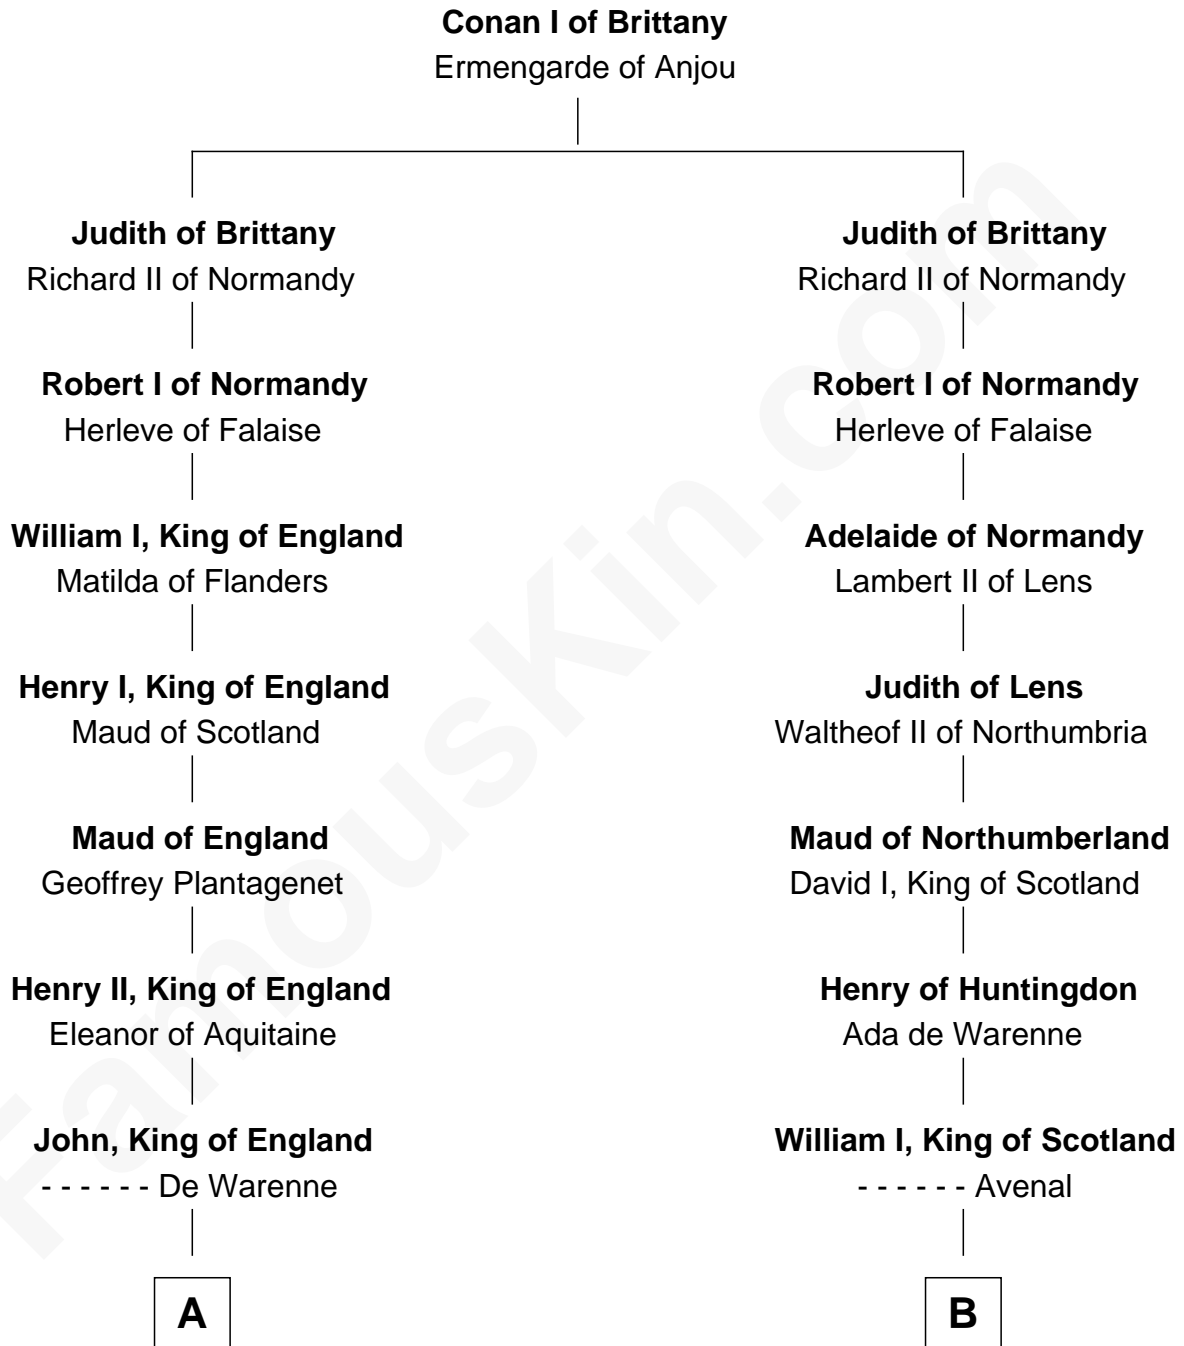 Conan I of Brittany
Ermengarde of Anjou
Judith of Brittany
Richard II of Normandy
Robert I of Normandy
Herleve of Falaise
William I, King of England
Matilda of Flanders
Henry I, King of England
Maud of Scotland
Maud of England
Geoffrey Plantagenet
Henry II, King of England
Eleanor of Aquitaine
John, King of England
- - - - - - De Warenne
A
Judith of Brittany
Richard II of Normandy
Robert I of Normandy
Herleve of Falaise
Adelaide of Normandy
Lambert II of Lens
Judith of Lens
Waltheof II of Northumbria
Maud of Northumberland
David I, King of Scotland
Henry of Huntingdon
Ada de Warenne
William I, King of Scotland
- - - - - - Avenal
B
FamousKin.com